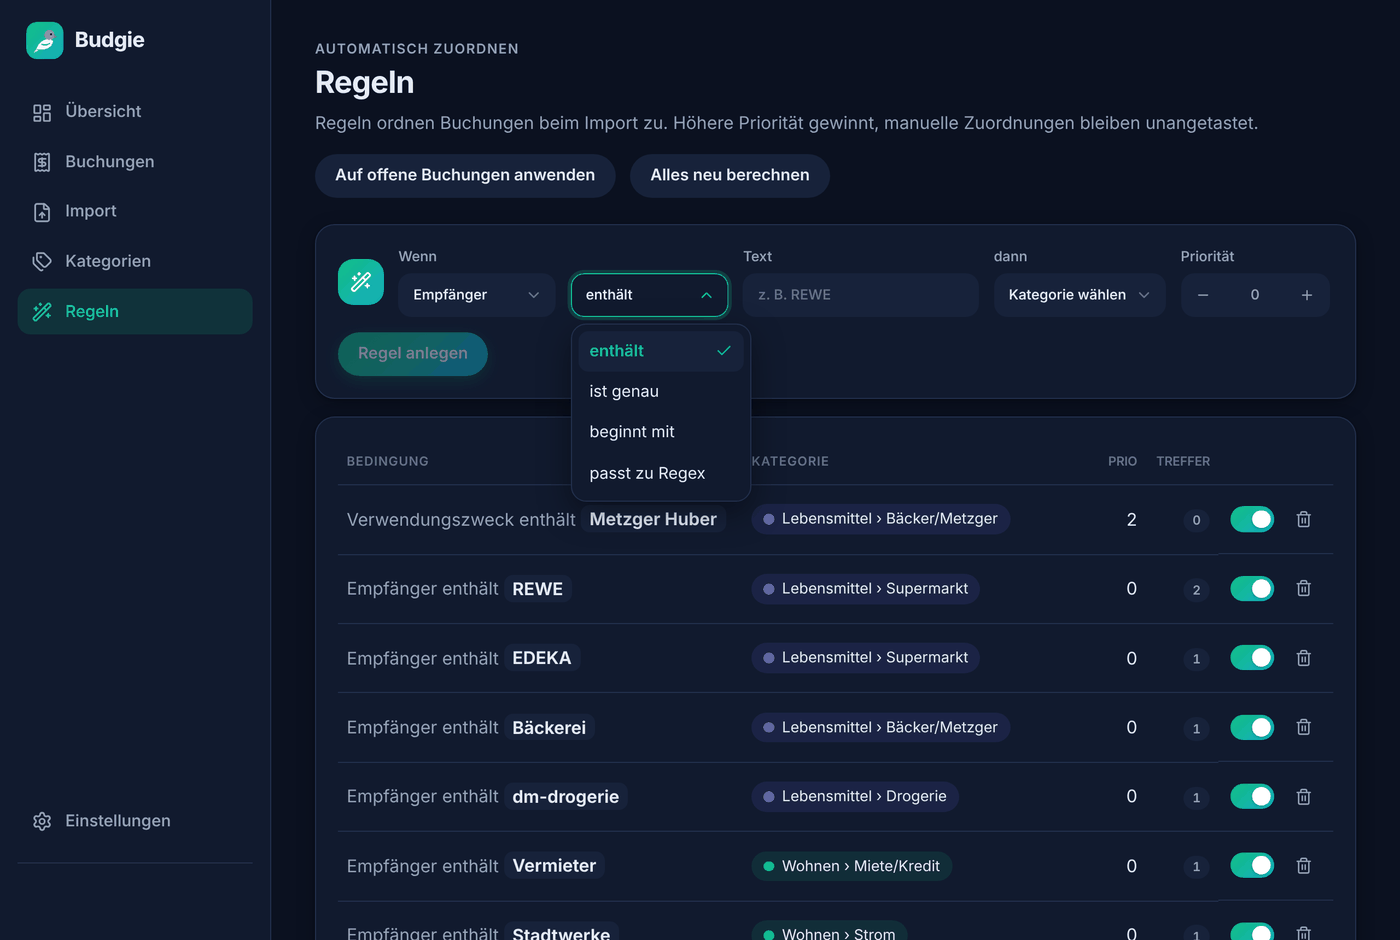 Budgie
Übersicht
Buchungen
Import
Kategorien
Regeln
Einstellungen
AUTOMATISCH ZUORDNEN
Regeln
Regeln ordnen Buchungen beim Import zu. Höhere Priorität gewinnt, manuelle Zuordnungen bleiben unangetastet.
Auf offene Buchungen anwenden Alles neu berechnen
Wenn Text dann Priorität
Empfänger enthält z. B. REWE Kategorie wählen − 0 +
Regel anlegen
enthält
ist genau
beginnt mit
passt zu Regex
BEDINGUNG KATEGORIE PRIO TREFFER
Verwendungszweck enthält Metzger Huber Lebensmittel › Bäcker/Metzger 2 0
Empfänger enthält REWE Lebensmittel › Supermarkt 0 2
Empfänger enthält EDEKA Lebensmittel › Supermarkt 0 1
Empfänger enthält Bäckerei Lebensmittel › Bäcker/Metzger 0 1
Empfänger enthält dm-drogerie Lebensmittel › Drogerie 0 1
Empfänger enthält Vermieter Wohnen › Miete/Kredit 0 1
Empfänger enthält Stadtwerke Wohnen › Strom 0 1